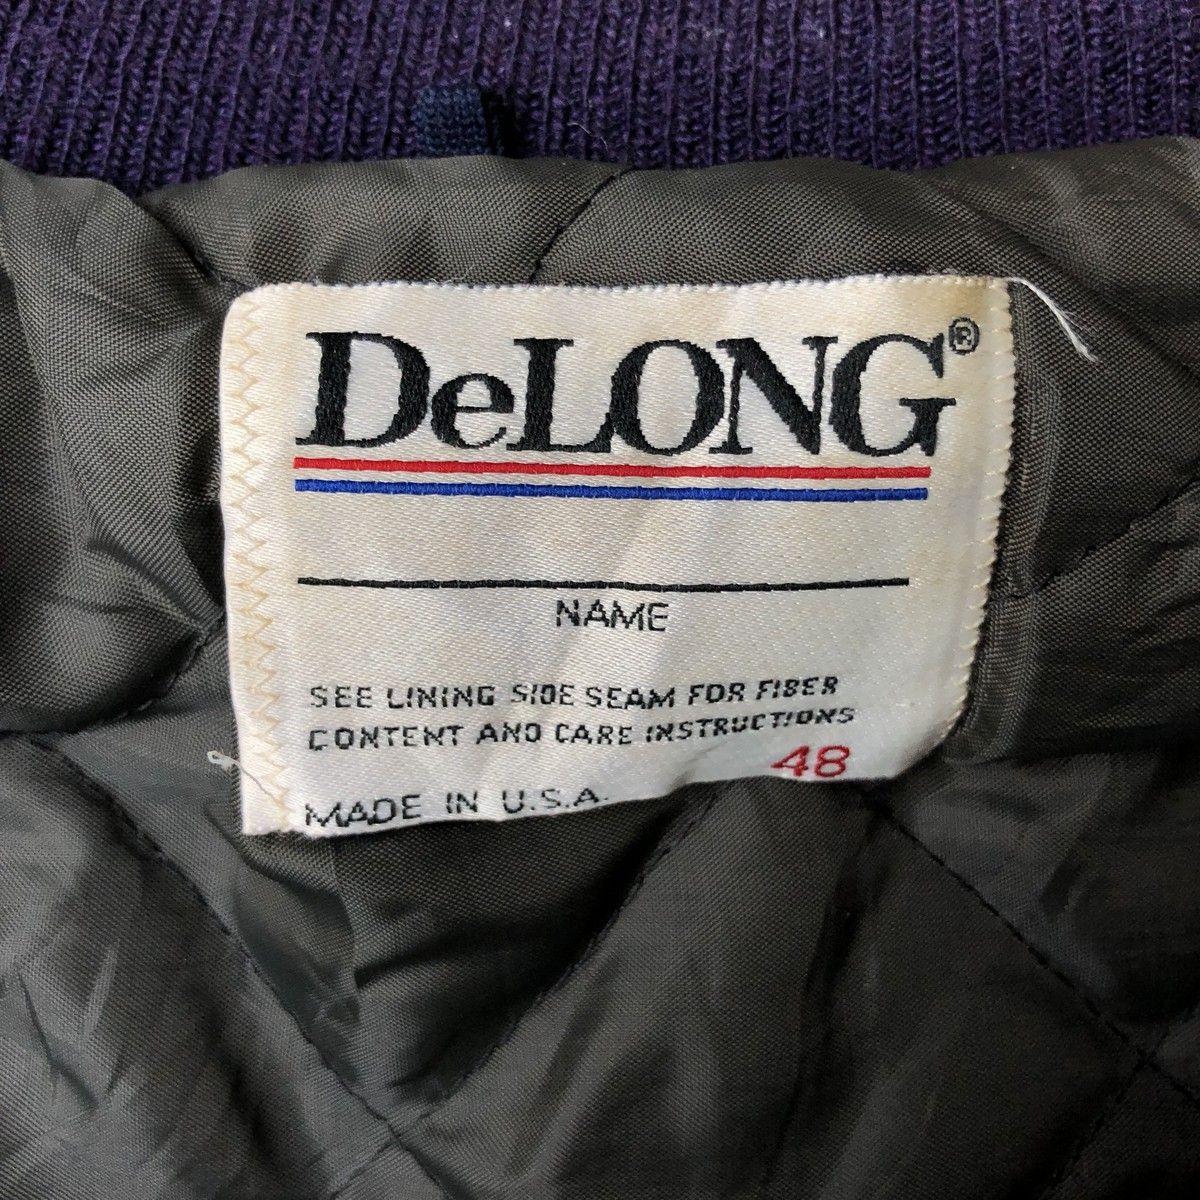 DeLONG®
NAME
SEE LINING SIDE SEAM FOR FIBER
CONTENT AND CARE INSTRUCTIONS
48
MADE IN U.S.A.